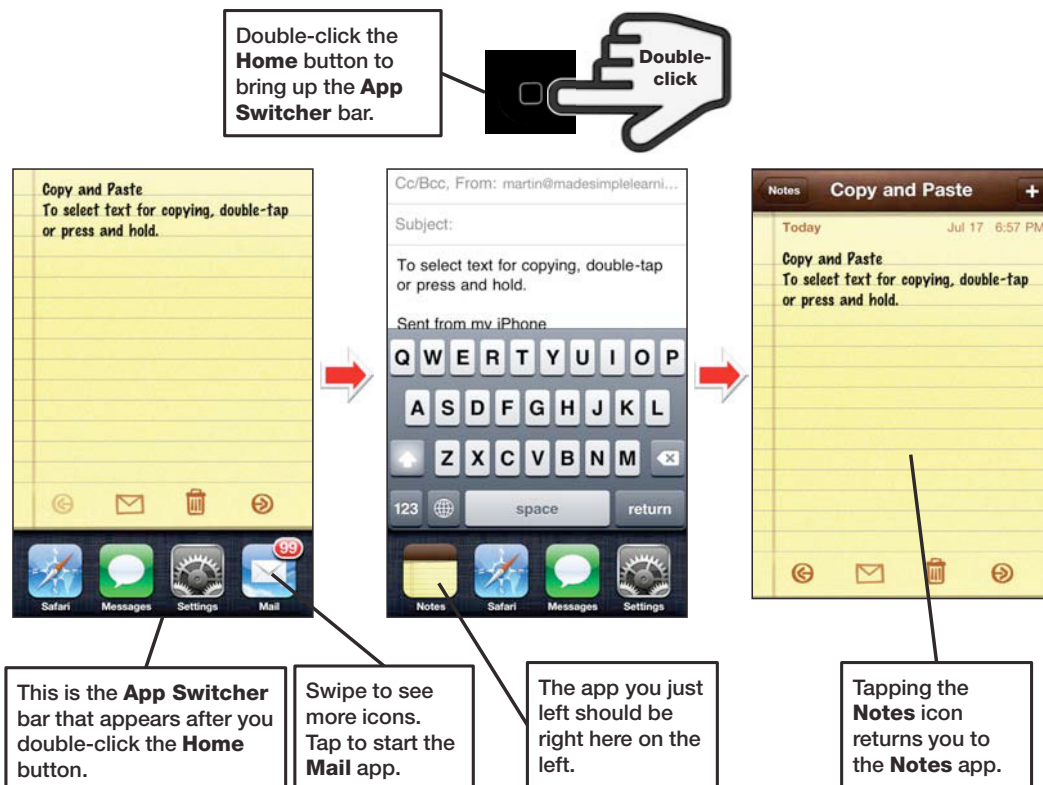 Double-click the
Home button to
bring up the App
Switcher bar.
Double-
click
Copy and Paste
To select text for copying, double-tap
or press and hold.
99
Safari
Messages
Settings
Mail
Cc/Bcc, From: martin@madesimplelearni...
Subject:
To select text for copying, double-tap
or press and hold.
Sent from my iPhone
Q W E R T Y U I O P
A S D F G H J K L
Z X C V B N M
123
space
return
Notes
Safari
Messages
Settings
Notes
Copy and Paste
+
Today
Jul 17 6:57 PM
Copy and Paste
To select text for copying, double-tap
or press and hold.
This is the App Switcher
bar that appears after you
double-click the Home
button.
Swipe to see
more icons.
Tap to start the
Mail app.
The app you just
left should be
right here on the
left.
Tapping the
Notes icon
returns you to
the Notes app.